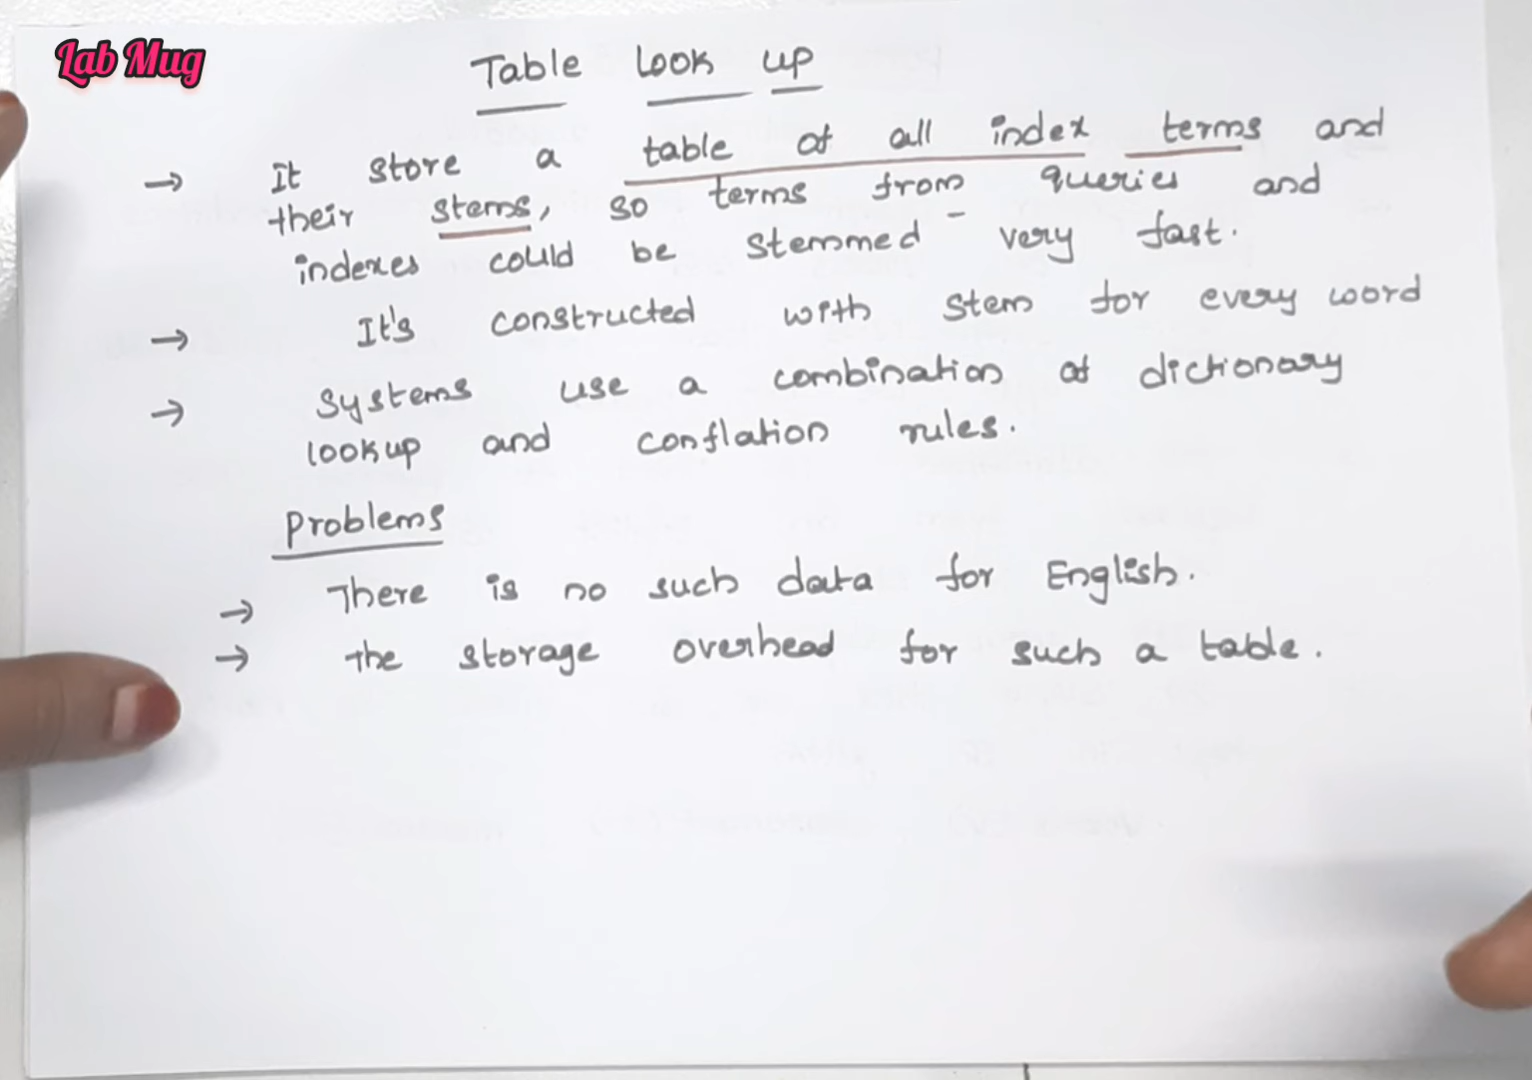 Lab Mug
Table look up
→ It store a table of all index terms and
their stems, so terms from queries and
indexes could be stemmed very fast.
→ It's constructed with stem for every word
→ Systems use a combination of dictionary
lookup and conflation rules.
Problems
→ There is no such data for English.
→ The storage overhead for such a table.